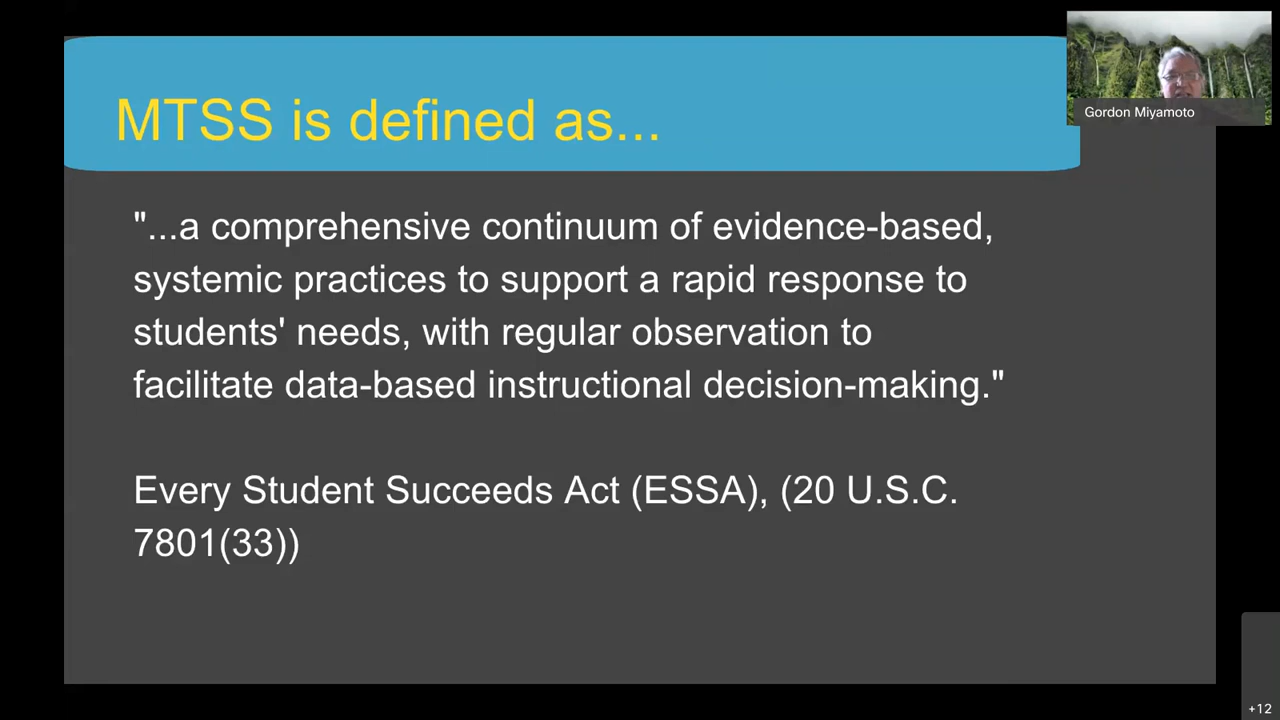 MTSS is defined as...
Gordon Miyamoto
"...a comprehensive continuum of evidence-based,
systemic practices to support a rapid response to
students' needs, with regular observation to
facilitate data-based instructional decision-making."
Every Student Succeeds Act (ESSA), (20 U.S.C.
7801(33))
+12